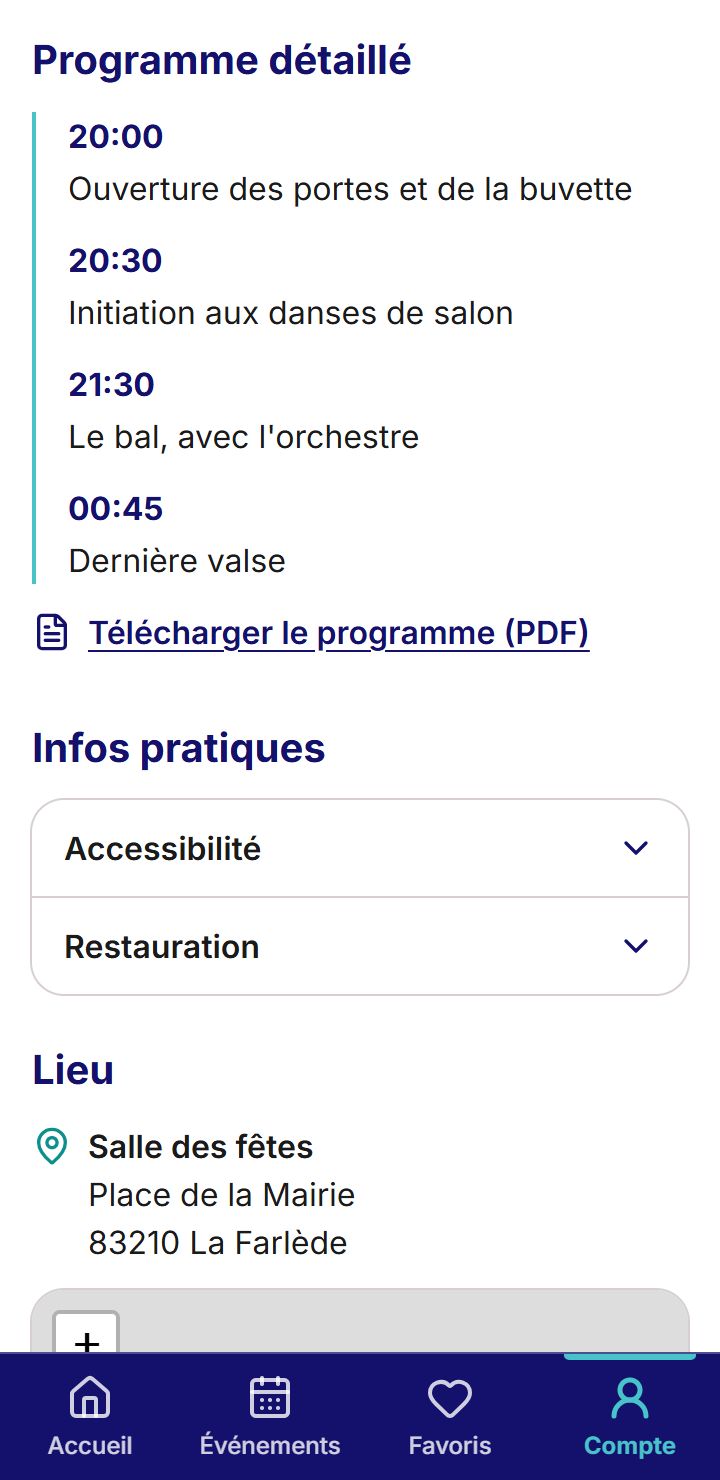 Programme détaillé
20:00
Ouverture des portes et de la buvette
20:30
Initiation aux danses de salon
21:30
Le bal, avec l'orchestre
00:45
Dernière valse
Télécharger le programme (PDF)
Infos pratiques
Accessibilité
Restauration
Lieu
Salle des fêtes
Place de la Mairie
83210 La Farlède
+
Accueil
Événements
Favoris
Compte